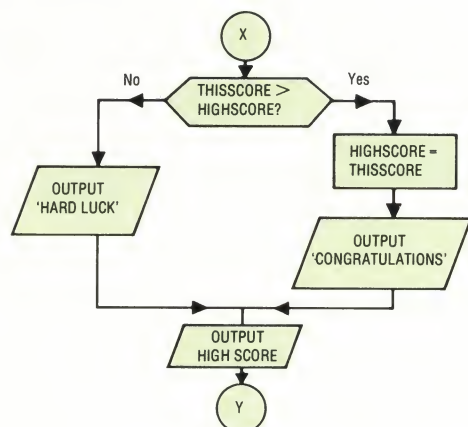 X
No
THISSCORE >
HIGHSCORE?
Yes
HIGHSCORE =
THISSCORE
OUTPUT
'HARD LUCK'
OUTPUT
'CONGRATULATIONS'
OUTPUT
HIGH SCORE
Y